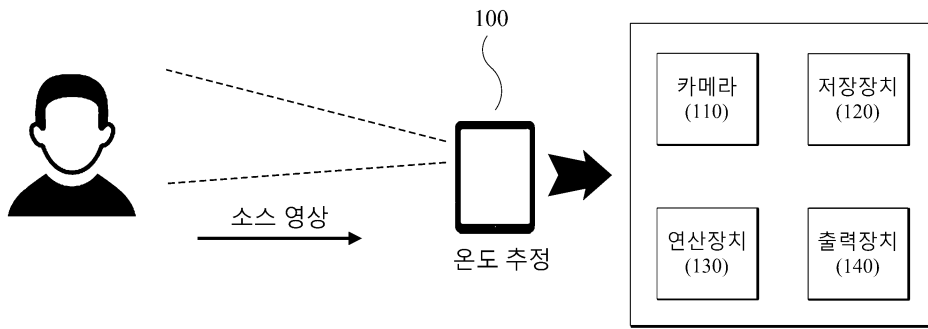 100
카메라
(110)
저장장치
(120)
소스 영상
온도 추정
연산장치
(130)
출력장치
(140)